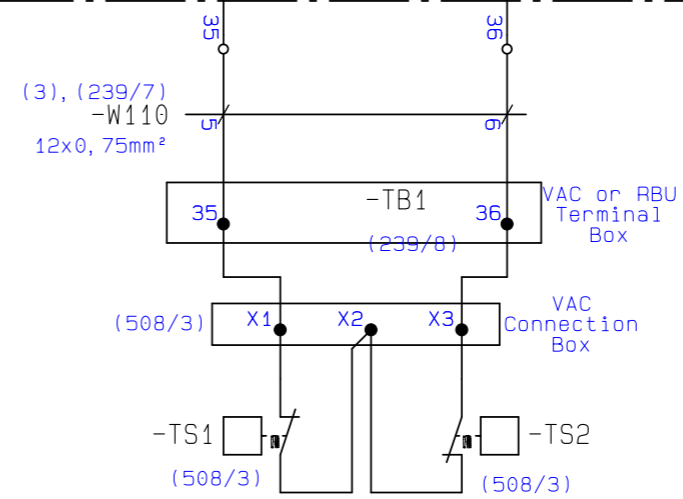 35
36
(3),(239/7)
-W110
5
6
12x0,75mm²
-TB1
VAC or RBU
Terminal
Box
35
36
(239/8)
(508/3)
X1
X2
X3
VAC
Connection
Box
-TS1
-TS2
(508/3)
(508/3)